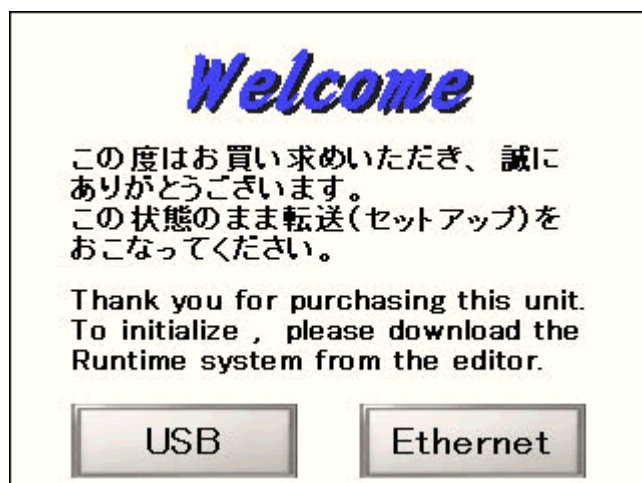 Welcome
この度はお買い求めいただき、誠に
ありがとうございます。
この状態のまま転送(セットアップ)を
おこなってください。
Thank you for purchasing this unit.
To initialize , please download the
Runtime system from the editor.
USB
Ethernet